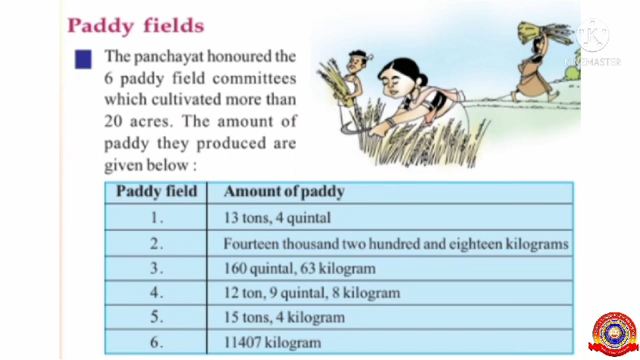 Paddy fields
The panchayat honoured the
6 paddy field committees
which cultivated more than
20 acres. The amount of
paddy they produced are
given below :
Paddy field Amount of paddy
1. 13 tons, 4 quintal
2. Fourteen thousand two hundred and eighteen kilograms
3. 160 quintal, 63 kilogram
4. 12 ton, 9 quintal, 8 kilogram
5. 15 tons, 4 kilogram
6. 11407 kilogram
KINEMASTER